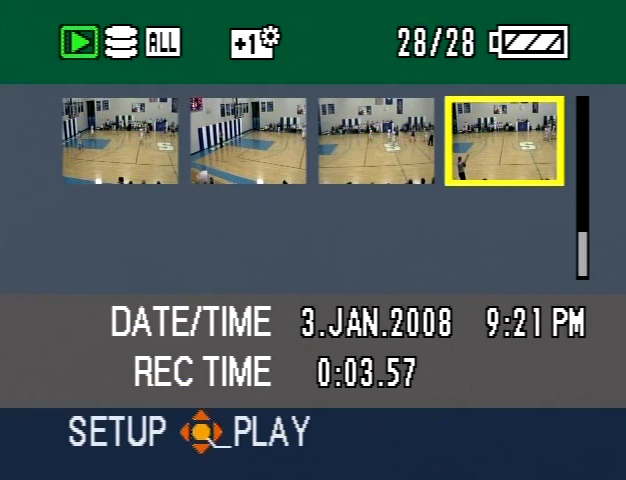 ALL +1 28/28
S S S
DATE/TIME 3.JAN.2008 9:21 PM
REC TIME 0:03.57
SETUP PLAY